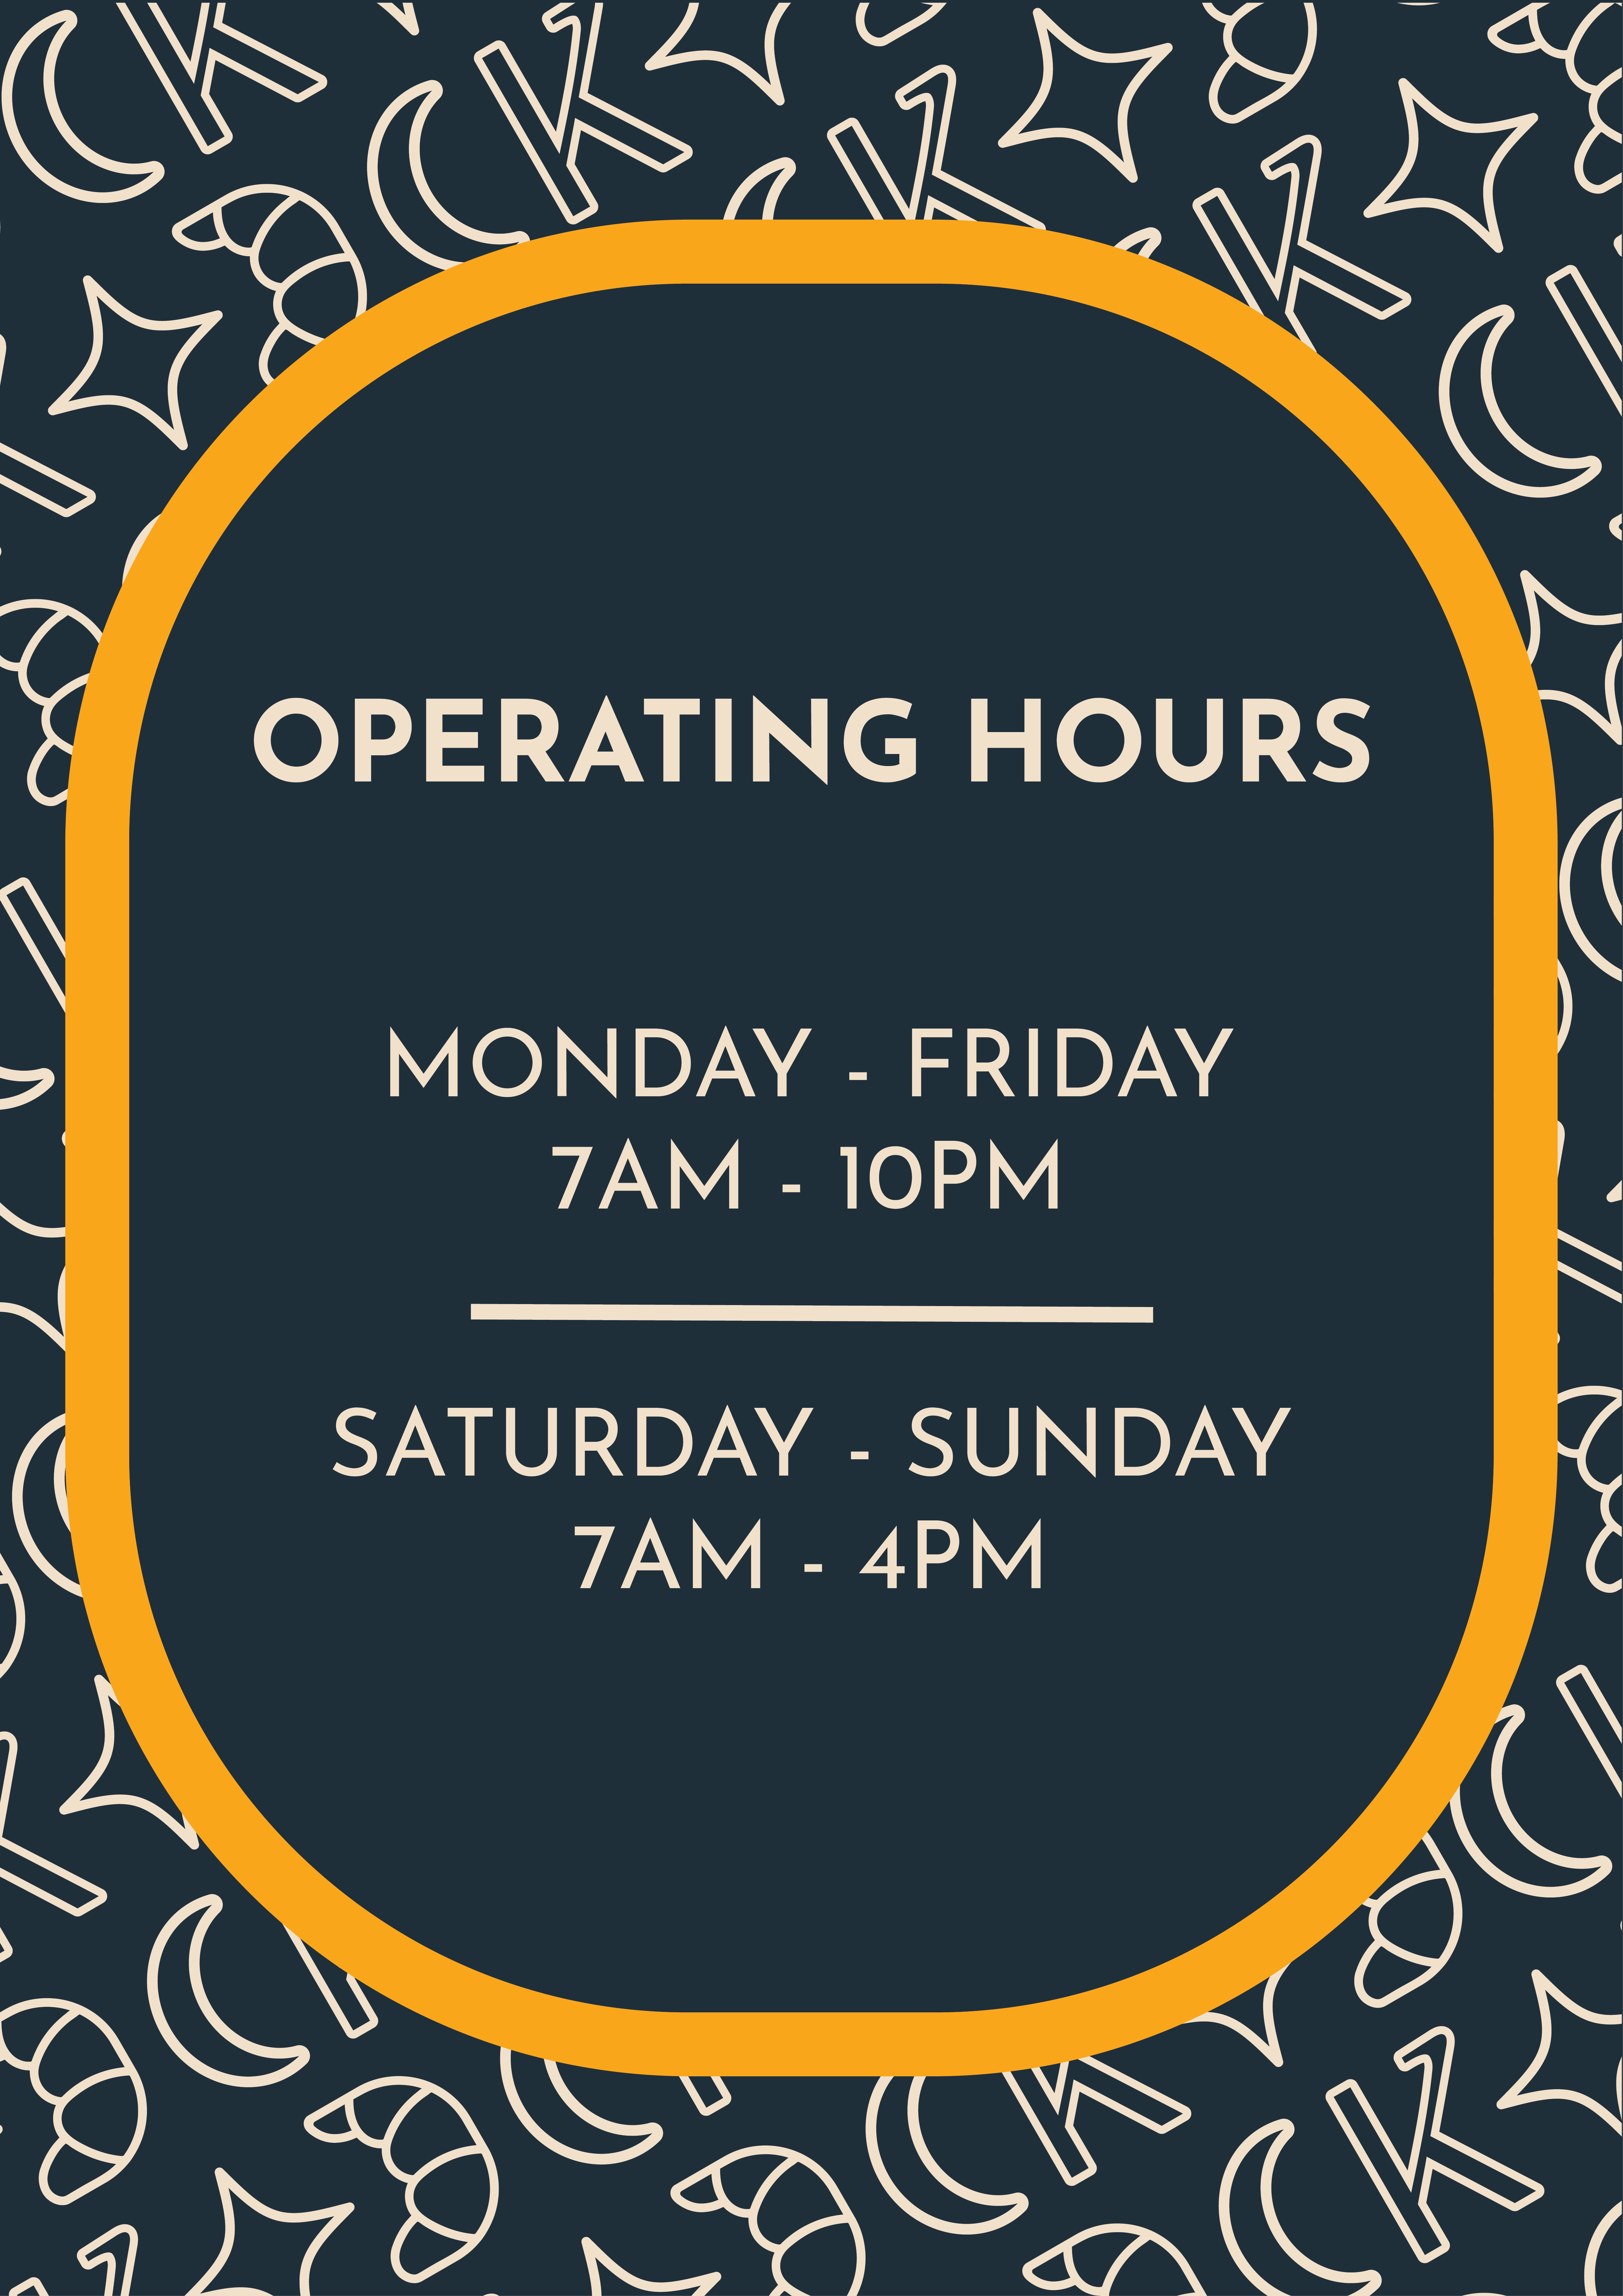 OPERATING HOURS
MONDAY - FRIDAY
7AM - 10PM
SATURDAY - SUNDAY
7AM - 4PM